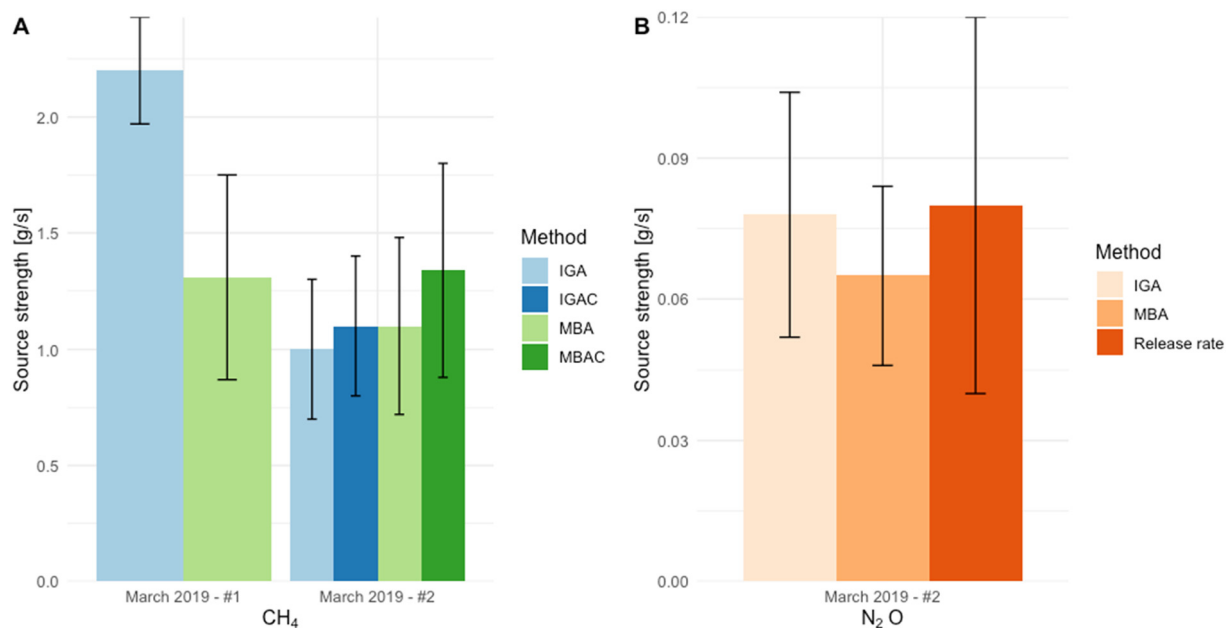 A
Source strength [g/s]
2.0
1.5
1.0
0.5
0.0
March 2019 - #1
March 2019 - #2
CH₄
Method
IGA
IGAC
MBA
MBAC
B
Source strength [g/s]
0.12
0.09
0.06
0.03
0.00
March 2019 - #2
N₂ O
Method
IGA
MBA
Release rate